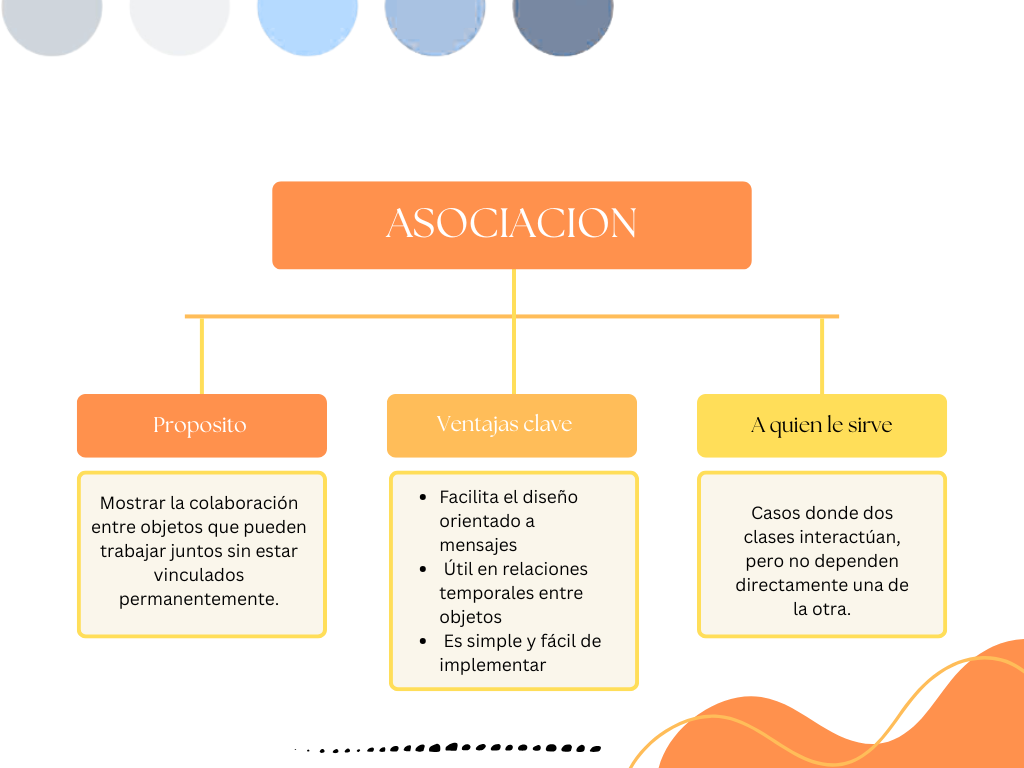 ASOCIACION
Proposito
Mostrar la colaboración
entre objetos que pueden
trabajar juntos sin estar
vinculados
permanentemente.
Ventajas clave
• Facilita el diseño
orientado a
mensajes
• Útil en relaciones
temporales entre
objetos
• Es simple y fácil de
implementar
A quien le sirve
Casos donde dos
clases interactúan,
pero no dependen
directamente una de
la otra.